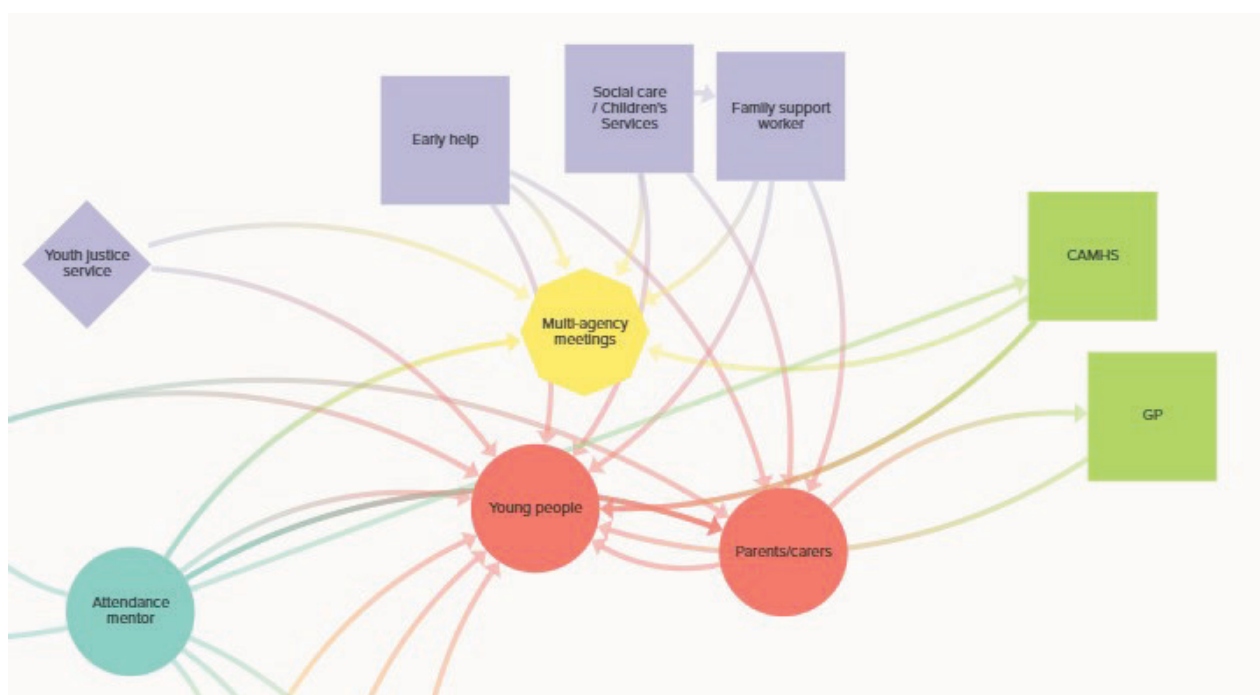 Early help
Social care
/ Children's
Services
Family support
worker
Youth justice
service
CAMHS
Multi-agency
meetings
GP
Young people
Parents/carers
Attendance
mentor